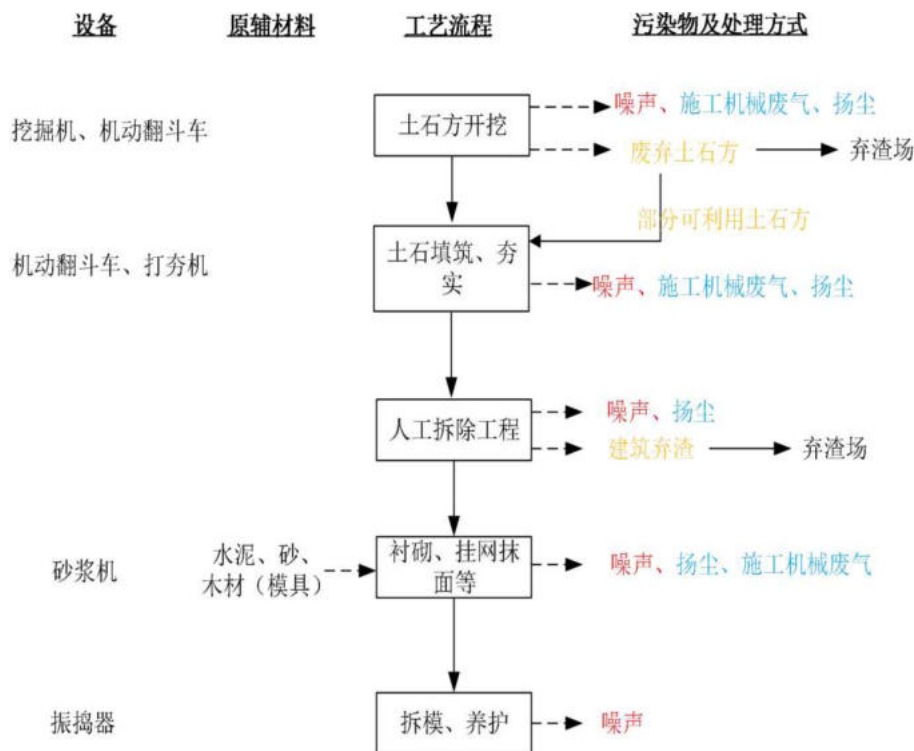 设备 原辅材料 工艺流程 污染物及处理方式
挖掘机、机动翻斗车
土石方开挖
噪声、施工机械废气、扬尘
废弃土石方
弃渣场
部分可利用土石方
机动翻斗车、打夯机
土石填筑、夯
实
噪声、施工机械废气、扬尘
人工拆除工程
噪声、扬尘
建筑弃渣
弃渣场
砂浆机
水泥、砂、
木材（模具）
衬砌、挂网抹
面等
噪声、扬尘、施工机械废气
振捣器
拆模、养护
噪声